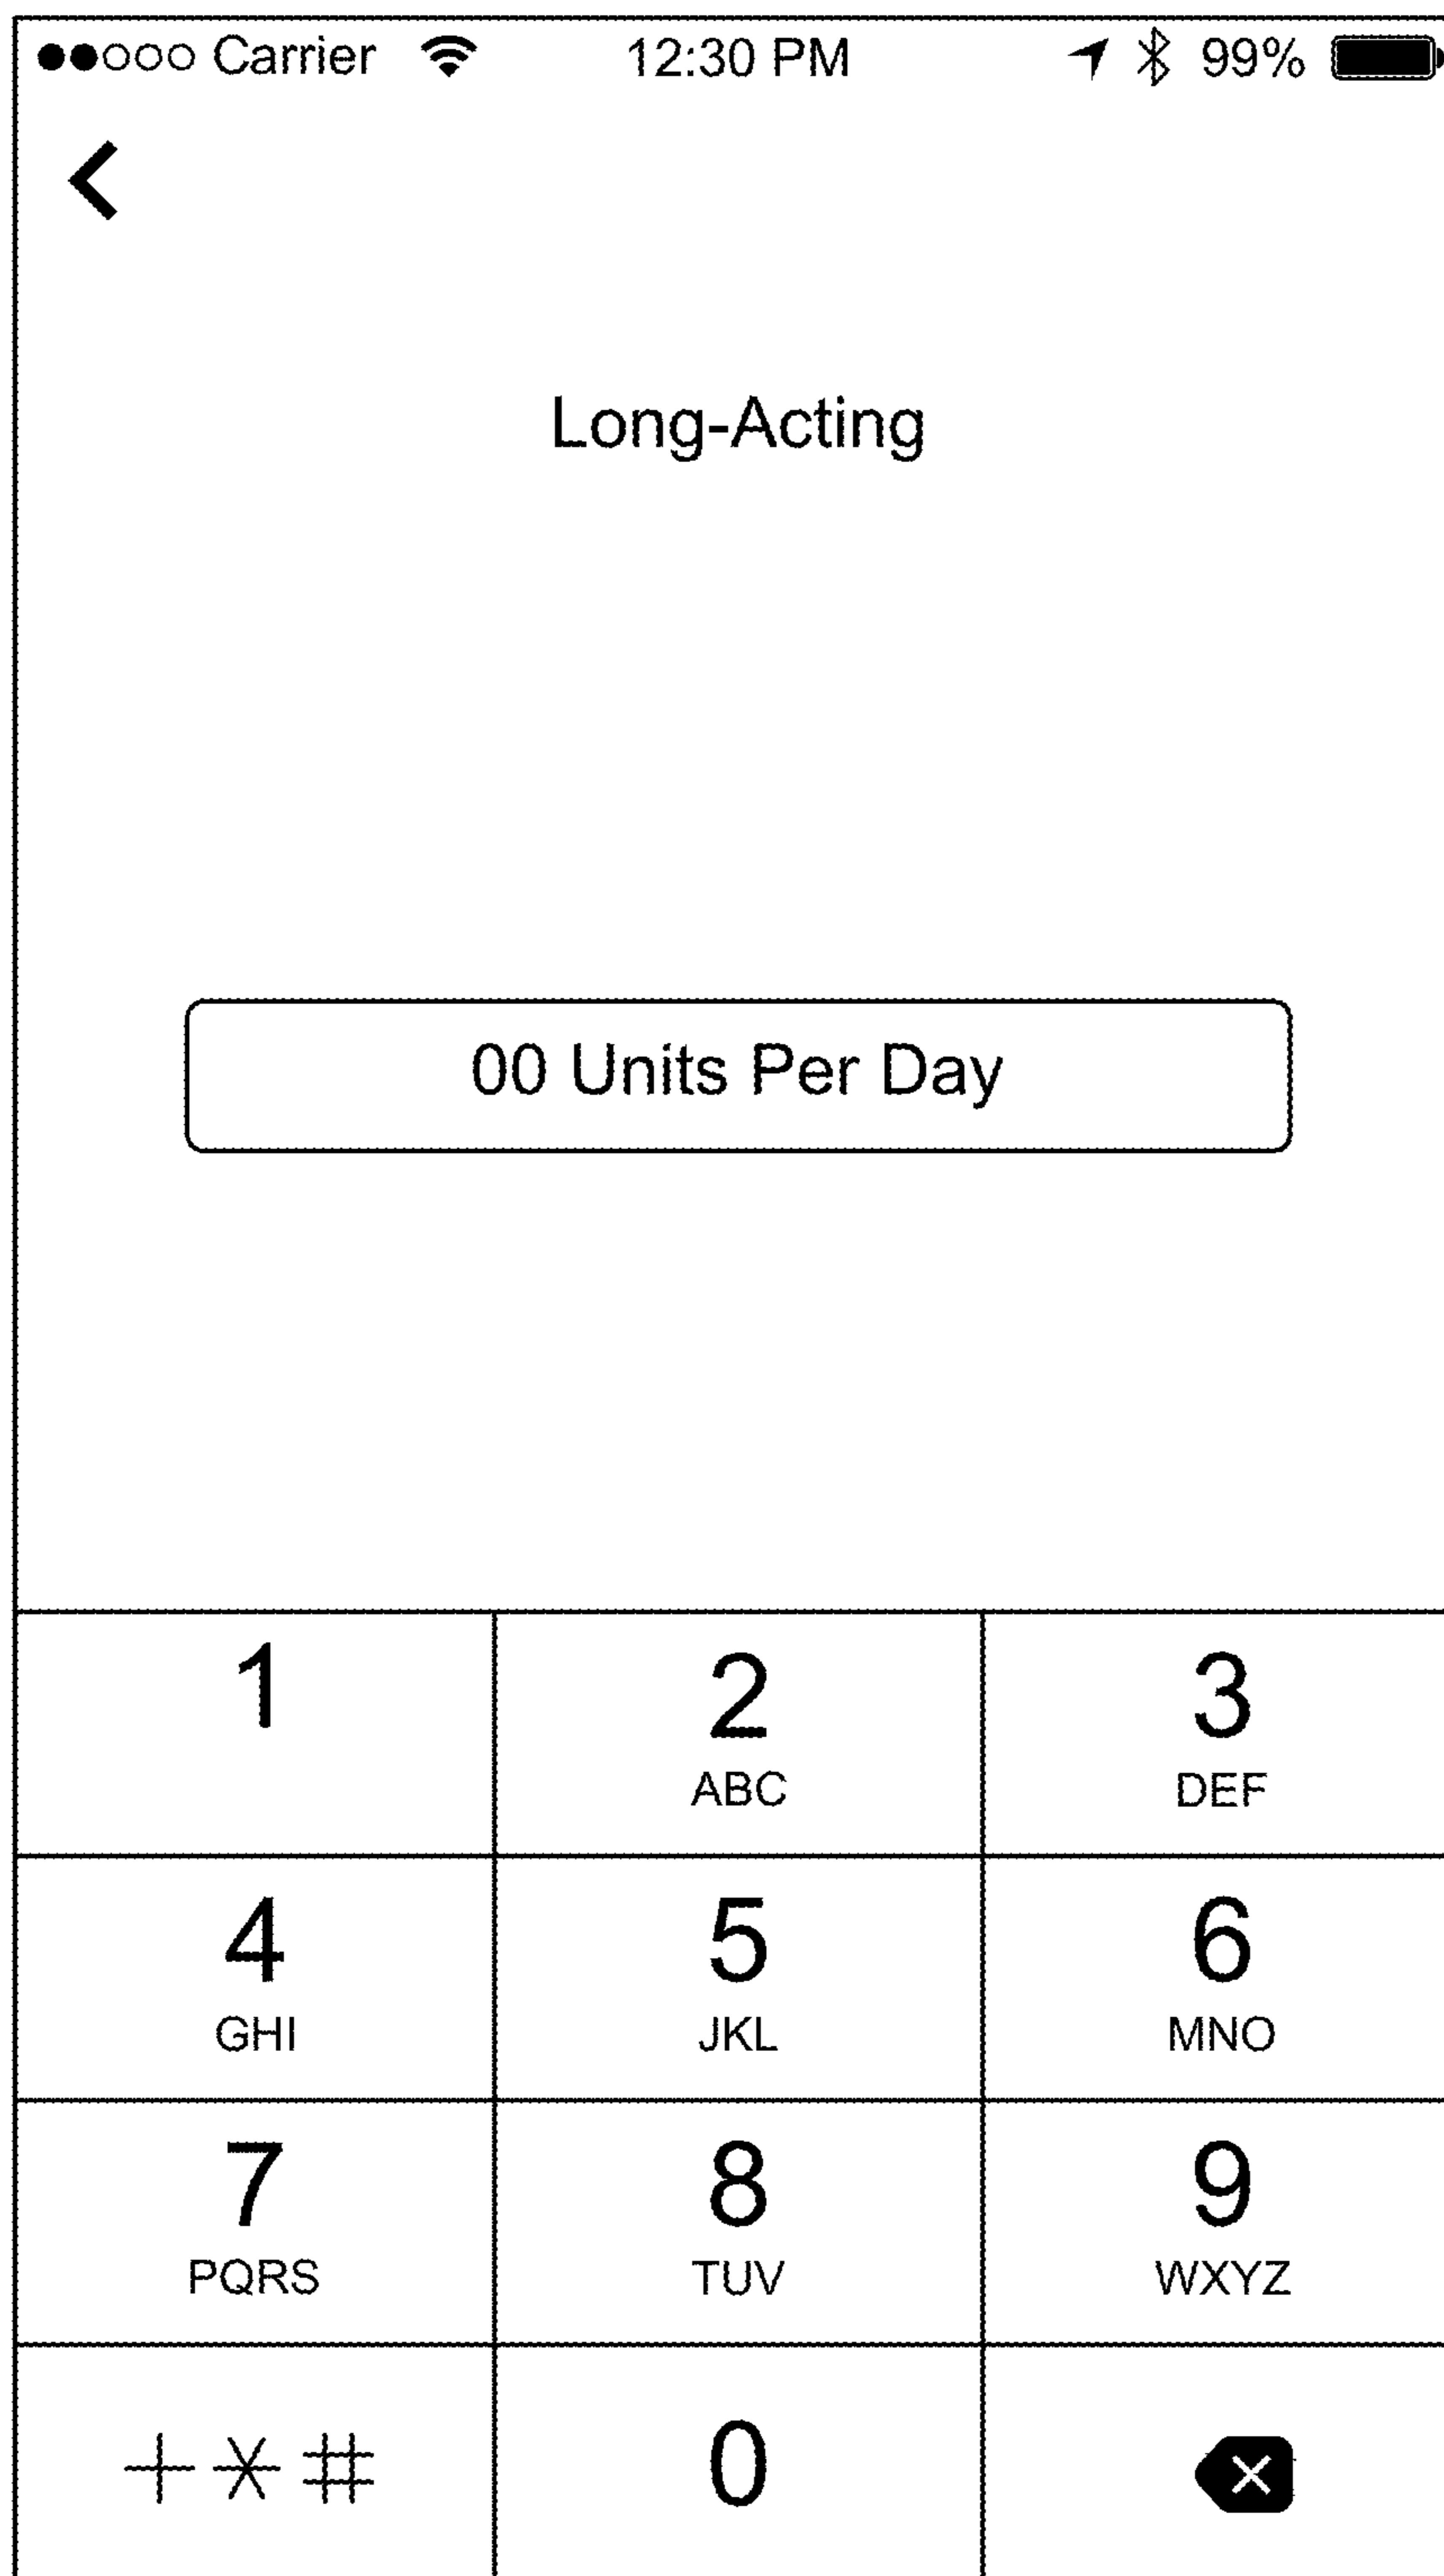 Carrier 12:30 PM 99%
Long-Acting
00 Units Per Day
1 2 3
ABC DEF
4 5 6
GHI JKL MNO
7 8 9
PQRS TUV WXYZ
+ * # 0